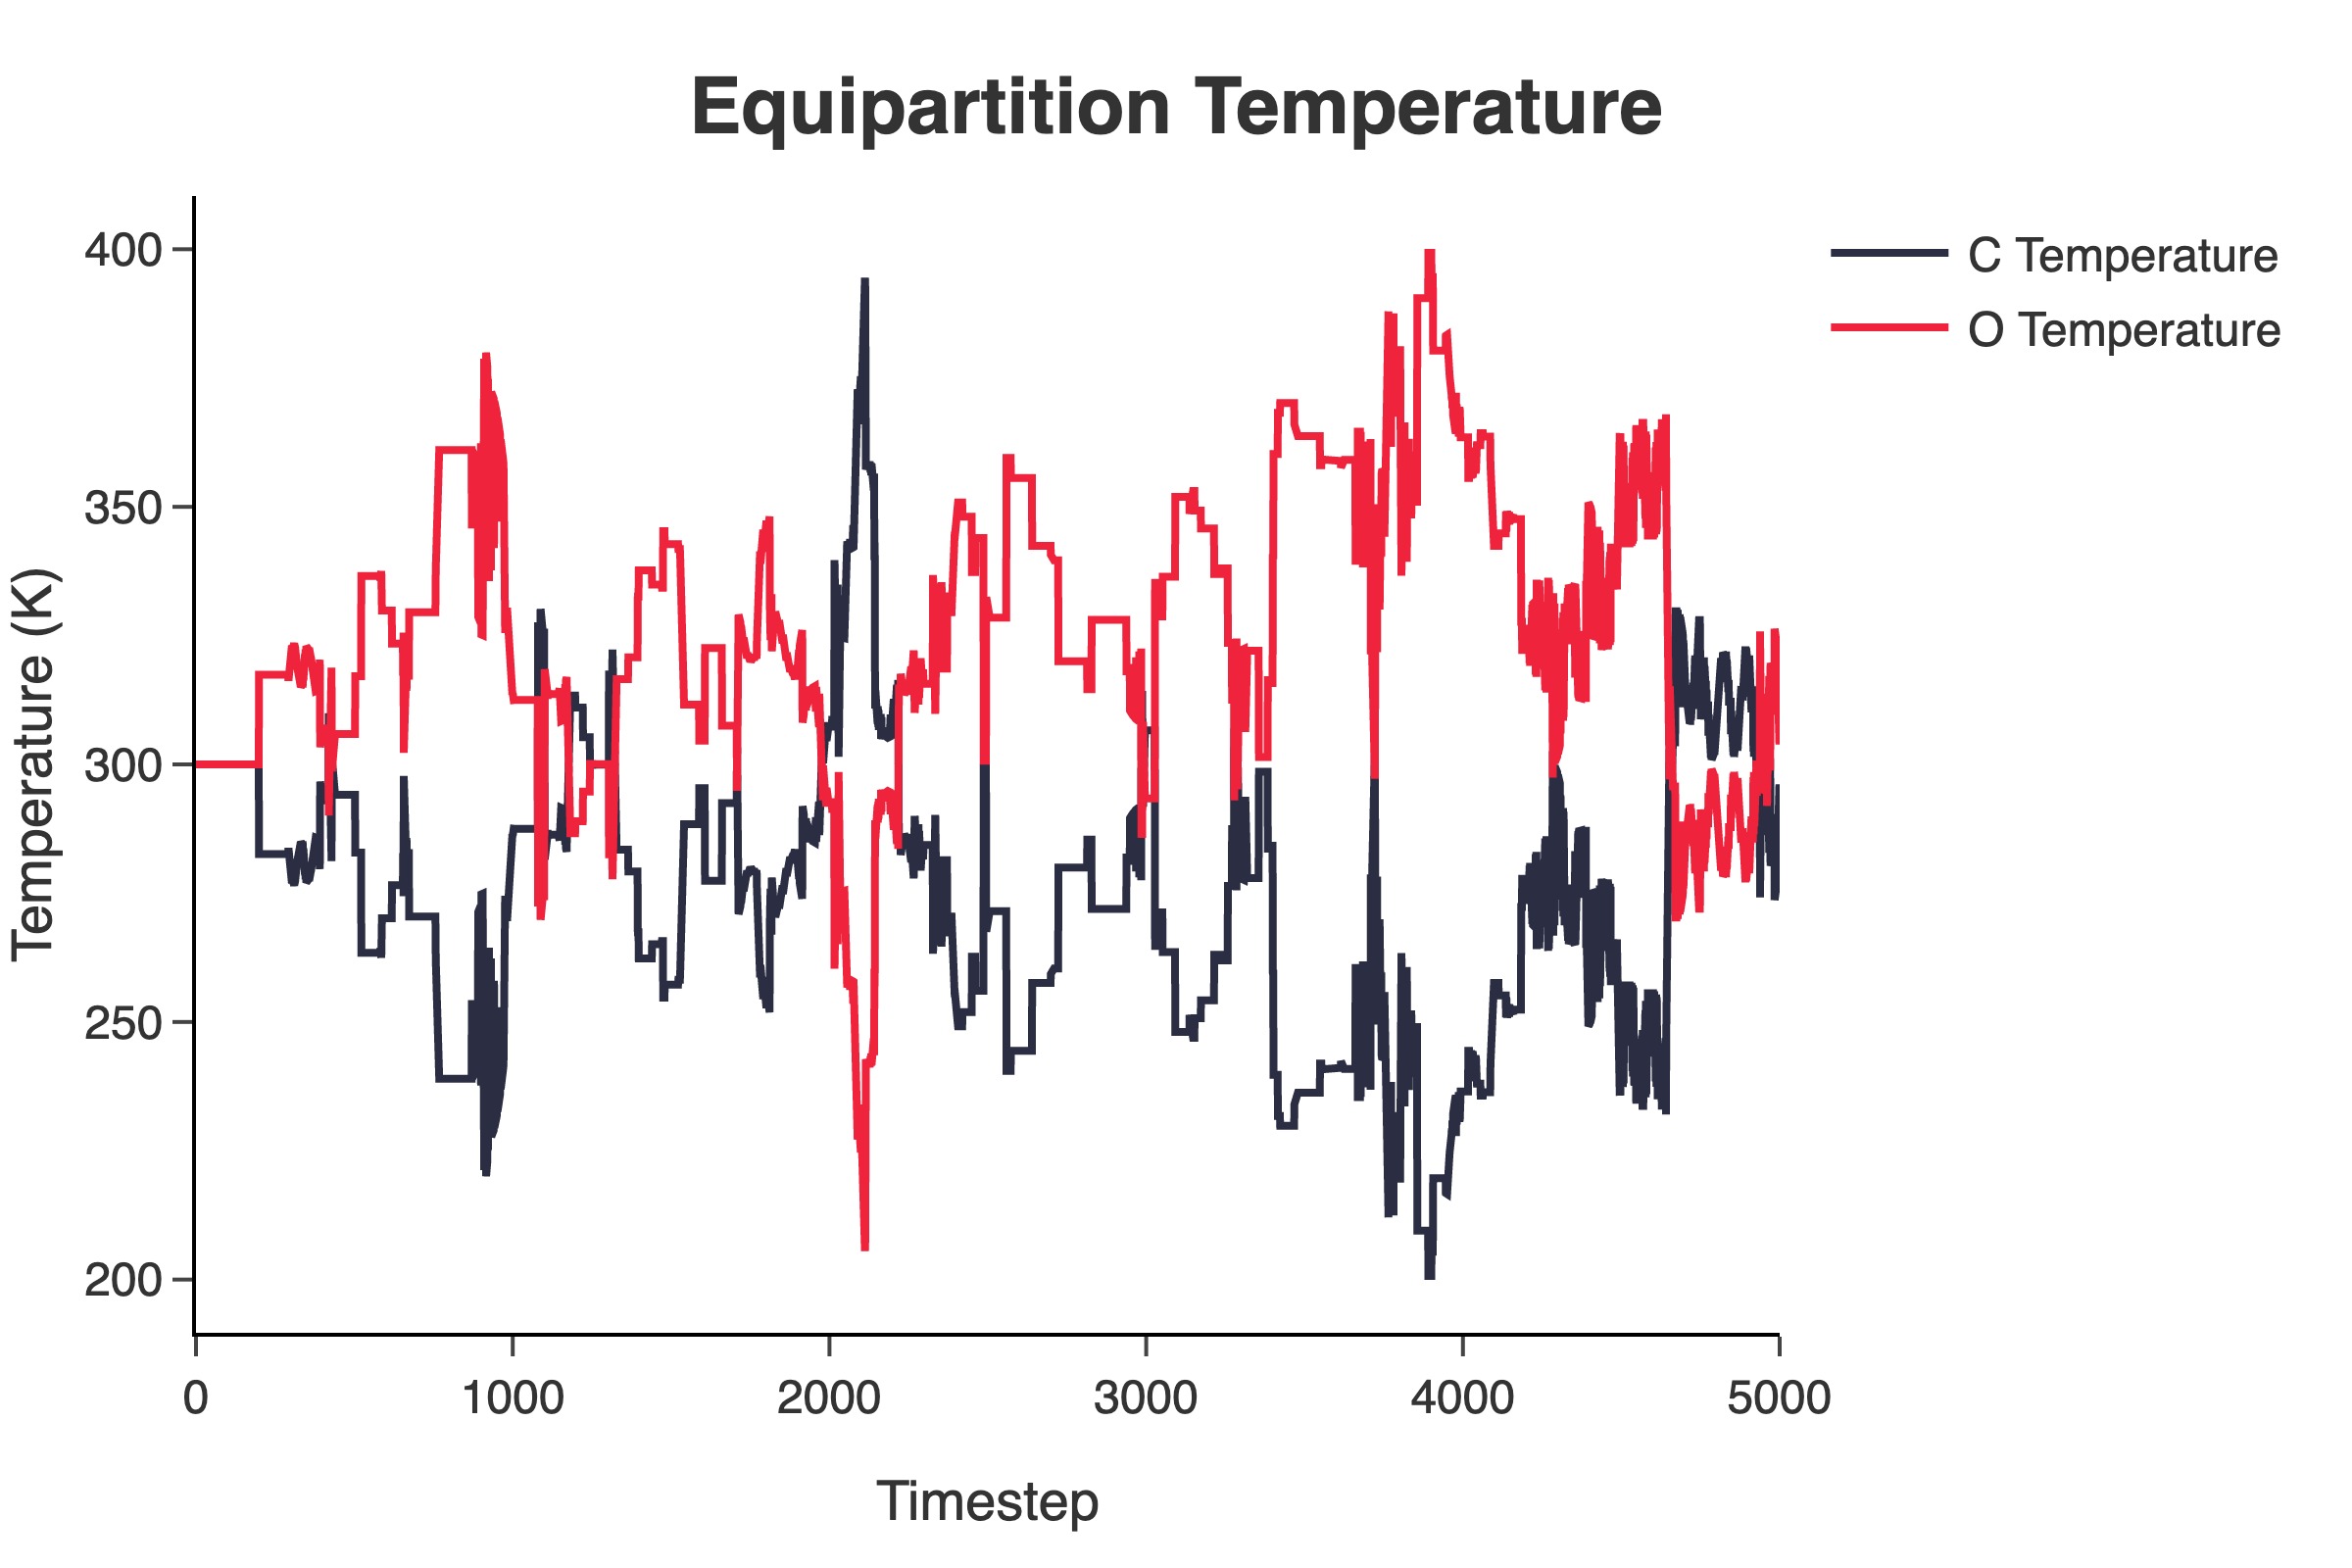 Equipartition Temperature
C Temperature
O Temperature
Temperature (K)
400
350
300
250
200
0 1000 2000 3000 4000 5000
Timestep